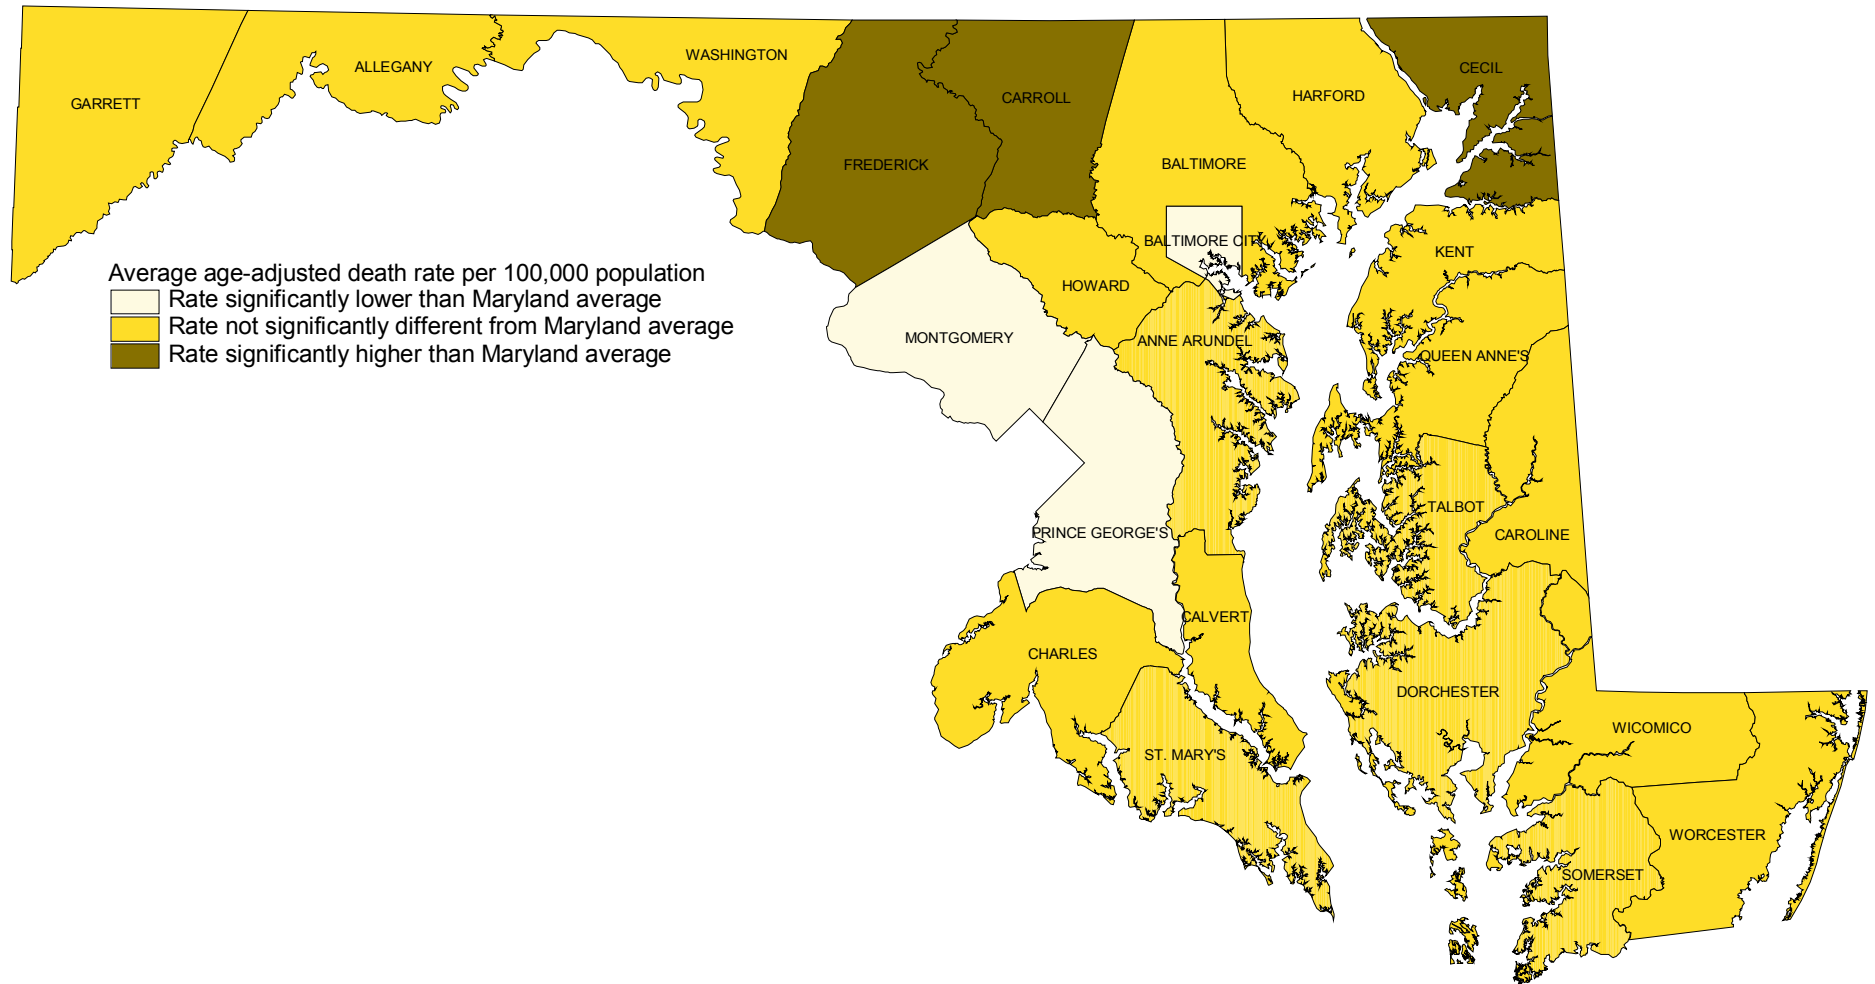 WASHINGTON
ALLEGANY
CECIL
GARRETT
CARROLL
HARFORD
FREDERICK
BALTIMORE
BALTIMORE CITY
KENT
Average age-adjusted death rate per 100,000 population
Rate significantly lower than Maryland average
Rate not significantly different from Maryland average
Rate significantly higher than Maryland average
HOWARD
MONTGOMERY
ANNE ARUNDEL
QUEEN ANNE'S
TALBOT
PRINCE GEORGE'S
CAROLINE
CALVERT
CHARLES
DORCHESTER
WICOMICO
ST. MARY'S
WORCESTER
SOMERSET